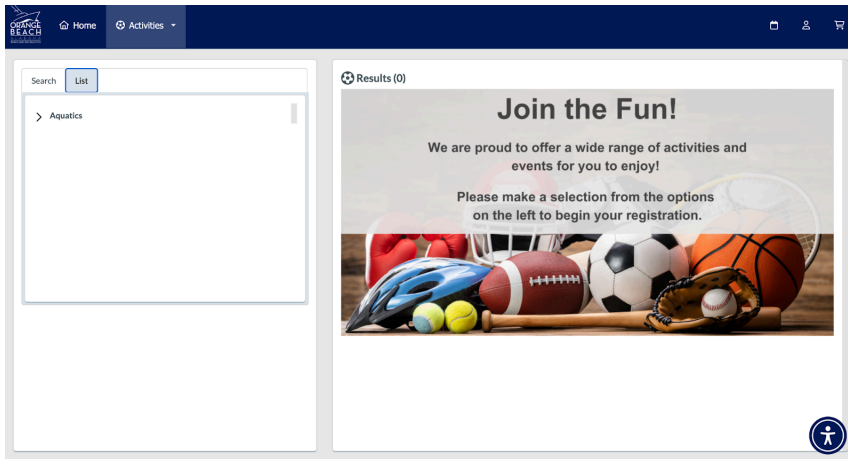 ORANGE
BEACH
Home
Activities
Search
List
Aquatics
Results (0)
Join the Fun!
We are proud to offer a wide range of activities and
events for you to enjoy!
Please make a selection from the options
on the left to begin your registration.